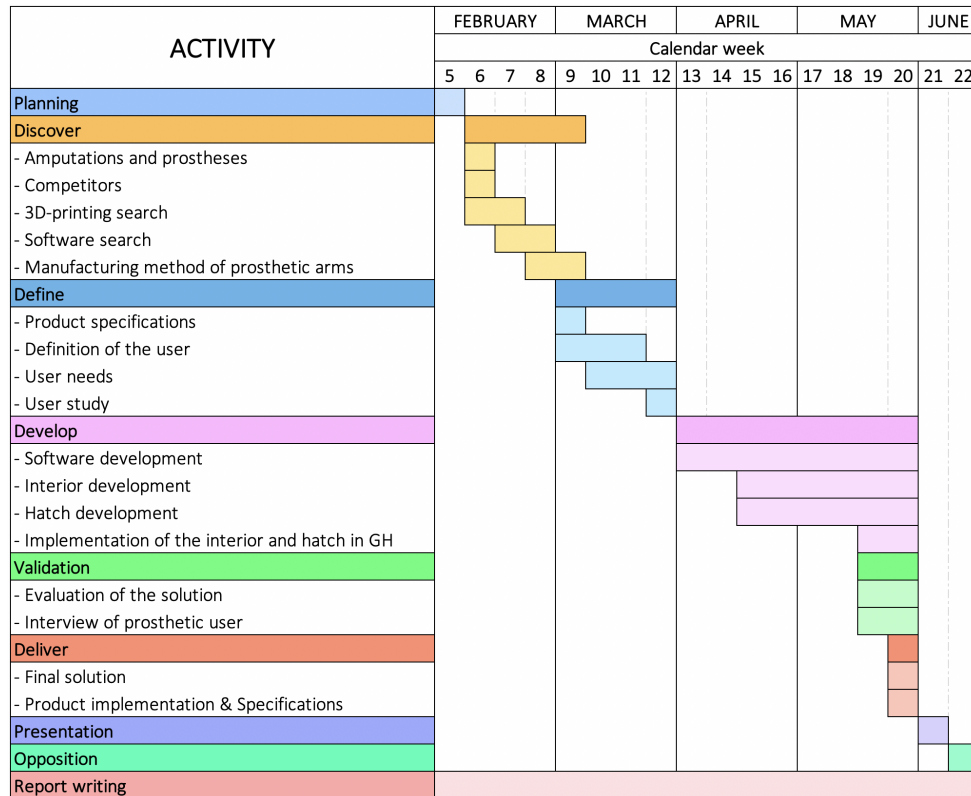 FEBRUARY MARCH APRIL MAY JUNE
ACTIVITY
Calendar week
5 6 7 8 9 10 11 12 13 14 15 16 17 18 19 20 21 22
Planning
Discover
- Amputations and prostheses
- Competitors
- 3D-printing search
- Software search
- Manufacturing method of prosthetic arms
Define
- Product specifications
- Definition of the user
- User needs
- User study
Develop
- Software development
- Interior development
- Hatch development
- Implementation of the interior and hatch in GH
Validation
- Evaluation of the solution
- Interview of prosthetic user
Deliver
- Final solution
- Product implementation & Specifications
Presentation
Opposition
Report writing